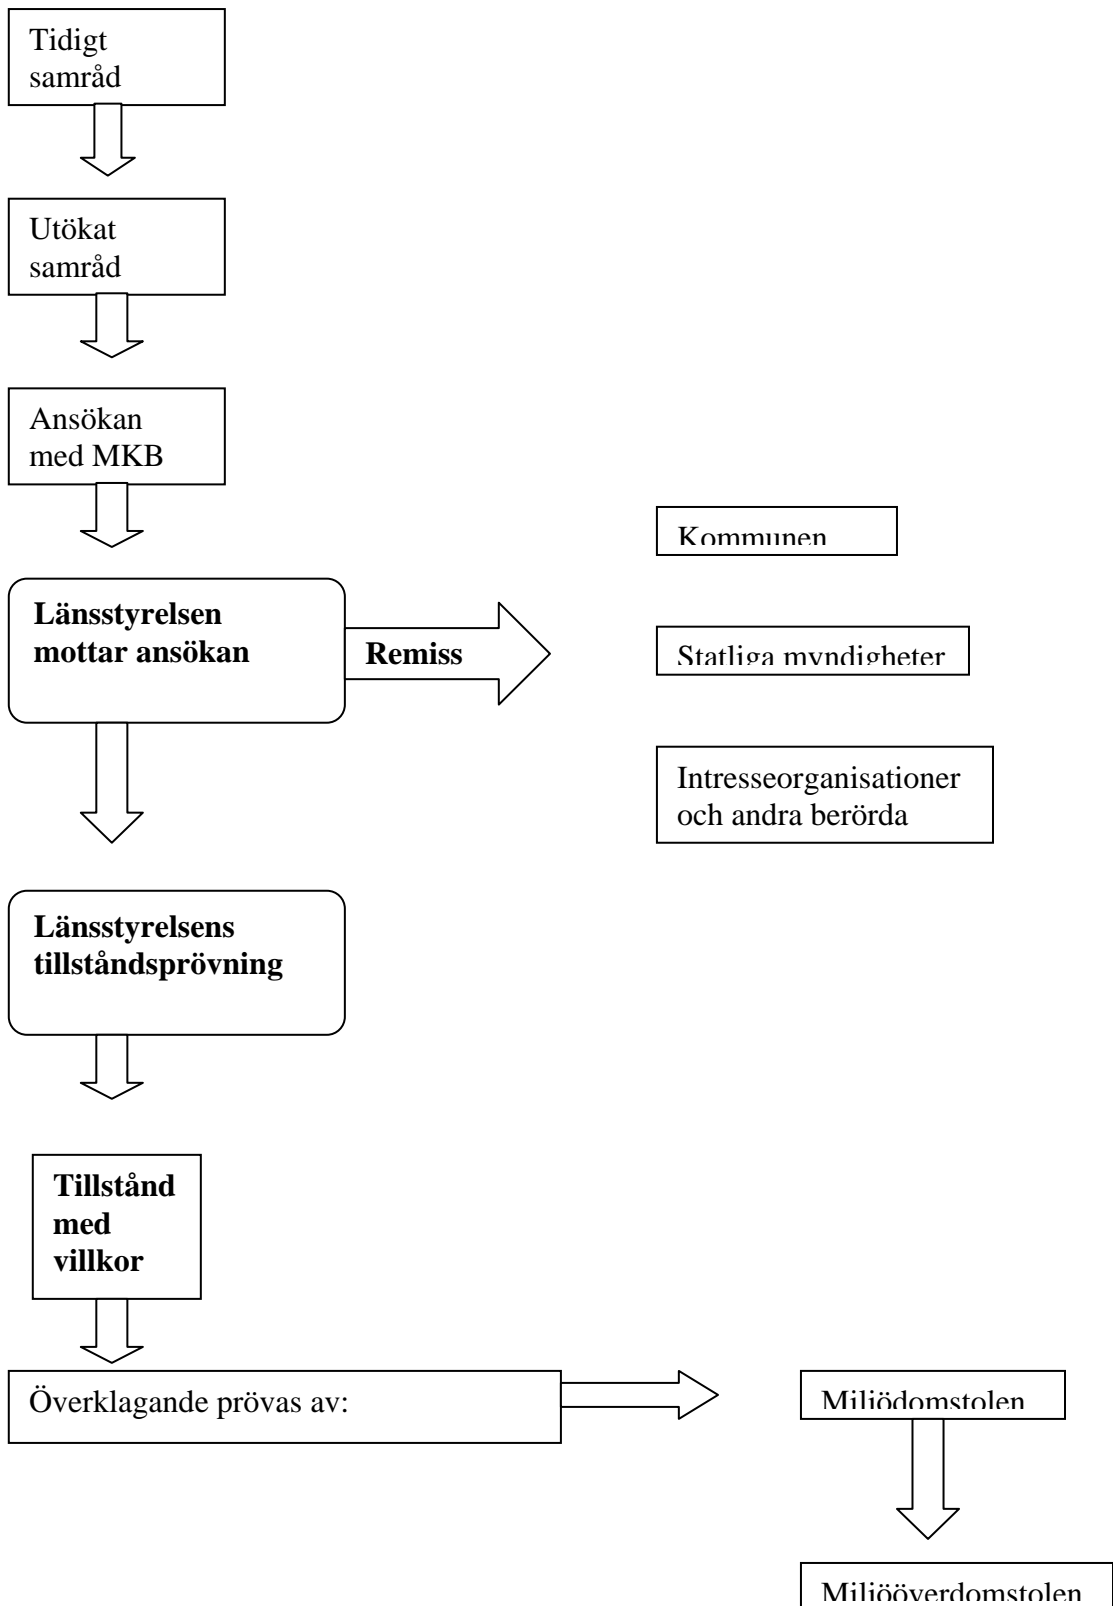 Tidigt
samråd
Utökat
samråd
Ansökan
med MKB
Kommunen
Länsstyrelsen
mottar ansökan
Remiss
Statliga myndigheter
Intresseorganisationer
och andra berörda
Länsstyrelsens
tillståndsprövning
Tillstånd
med
villkor
Överklagande prövas av:
Miljödomstolen
Miljööverdomstolen